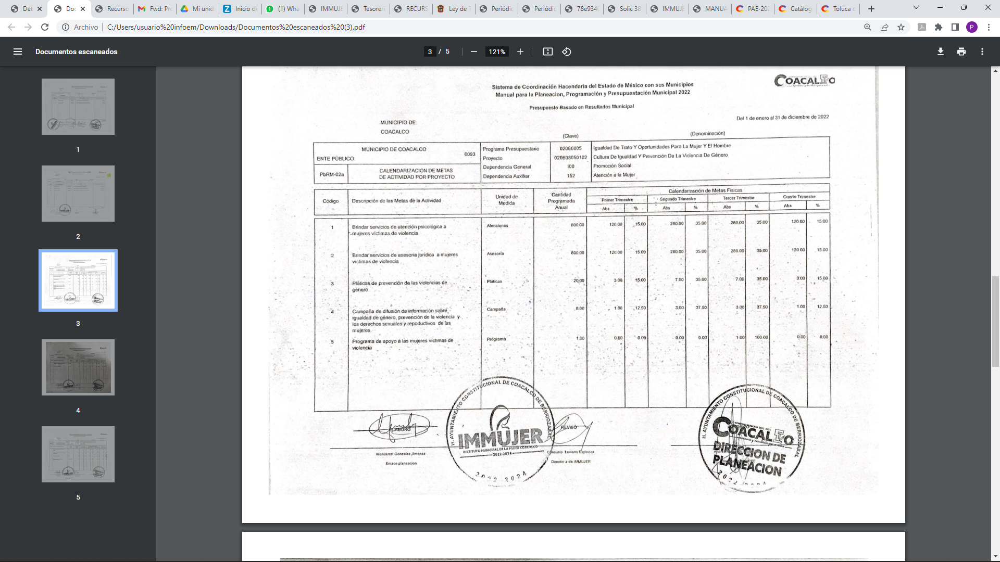 Det
Doc
Recurso
Fwd: Pro
Mi unid
Inicio de
(1) Wha
IMMUJE
Tesorerí
RECURS
Ley de T
Periódic
Periódic
78e9340
Solic 38
IMMUJE
MANUA
PAE-202
Catálog
Toluca d
Archivo C:/Users/usuario%20infoem/Downloads/Documentos%20escaneados%20(3).pdf
P
Documentos escaneados
3 / 5
121%
1
2
3
4
5
COACALCO
Sistema de Coordinación Hacendaria del Estado de México con sus Municipios
Manual para la Planeacion, Programación y Presupuestación Municipal 2022
Presupuesto Basado en Resultados Municipal
Del 1 de enero al 31 de diciembre de 2022
MUNICIPIO DE:
COACALCO
(Clave) (Denominación)
MUNICIPIO DE COACALCO
ENTE PÚBLICO: 0093
PbRM-02a CALENDARIZACION DE METAS
DE ACTIVIDAD POR PROYECTO
Programa Presupuestario 02060805 Igualdad De Trato Y Oportunidades Para La Mujer Y El Hombre
Proyecto 020608050102 Cultura De Igualdad Y Prevención De La Violencia De Género
Dependencia General I00 Promoción Social
Dependencia Auxiliar 152 Atención a la Mujer
Código Descripción de las Metas de la Actividad Unidad de Medida Cantidad Programada Anual
Calendarización de Metas Fisicas
Primer Trimestre Segundo Trimestre Tercer Trimestre Cuarto Trimestre
Abs % Abs % Abs % Abs %
1 Brindar servicios de atención psicológica a Atenciones 800.00 120.00 15.00 280.00 35.00 280.00 35.00 120.00 15.00
mujeres víctimas de violencia
2 Brindar servicios de asesoria jurídica a mujeres Asesoría 800.00 120.00 15.00 280.00 35.00 280.00 35.00 120.00 15.00
víctimas de violencia
3 Pláticas de prevención de las violencias de Pláticas 20.00 3.00 15.00 7.00 35.00 7.00 35.00 3.00 15.00
género.
4 Campaña de difusión de información sobre Campaña 8.00 1.00 12.50 3.00 37.50 3.00 37.50 1.00 12.50
igualdad de género, prevención de la violencia y
los derechos sexuales y repoductivos de las
mujeres.
5 Programa de apoyo a las mujeres víctimas de Programa 1.00 0.00 0.00 0.00 0.00 1.00 100.00 0.00 0.00
violencia
ELABORO
Monserrat Gonzalez Jimenez
Enlace planeacion
H. AYUNTAMIENTO CONSTITUCIONAL DE COACALCO DE BERRIOZABAL
IMMUJER
INSTITUTO MUNICIPAL DE LA MUJER COACALCO
2022-2024
2022 - 2024
REVISÓ
Consuelo Luviano Espinoza
Director a de IMMUJER
H. AYUNTAMIENTO CONSTITUCIONAL DE COACALCO DE BERRIOZABAL
COACALCO
DIRECCION DE
PLANEACION
2022 / 2024